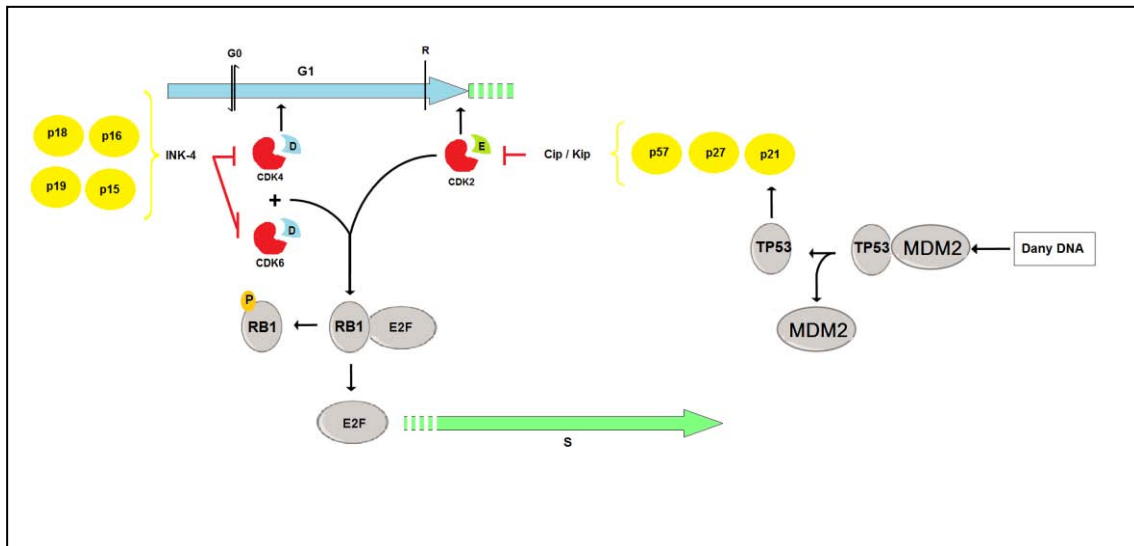 G0
R
G1
p18
p16
INK-4
D
CDK4
E
CDK2
Cip / Kip
p57
p27
p21
p19
p15
+
D
CDK6
TP53
TP53
MDM2
Dany DNA
MDM2
P
RB1
RB1
E2F
E2F
S